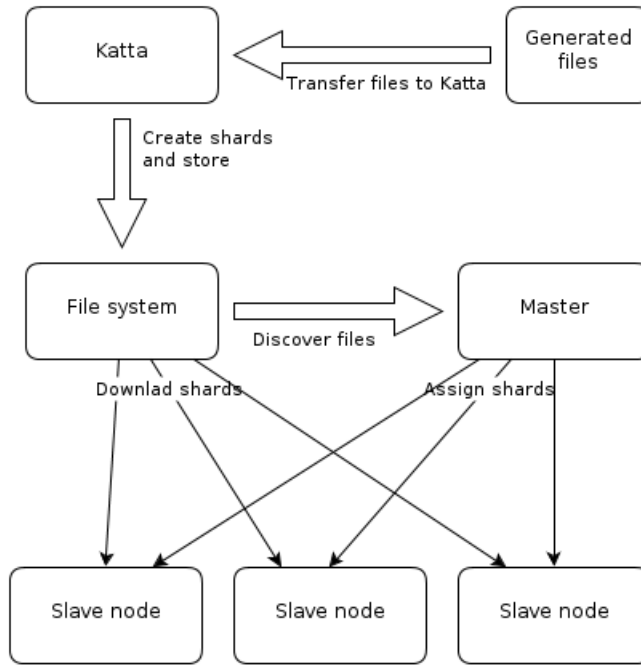 Katta
Generated
files
Transfer files to Katta
Create shards
and store
File system
Master
Discover files
Downlad shards
Assign shards
Slave node
Slave node
Slave node